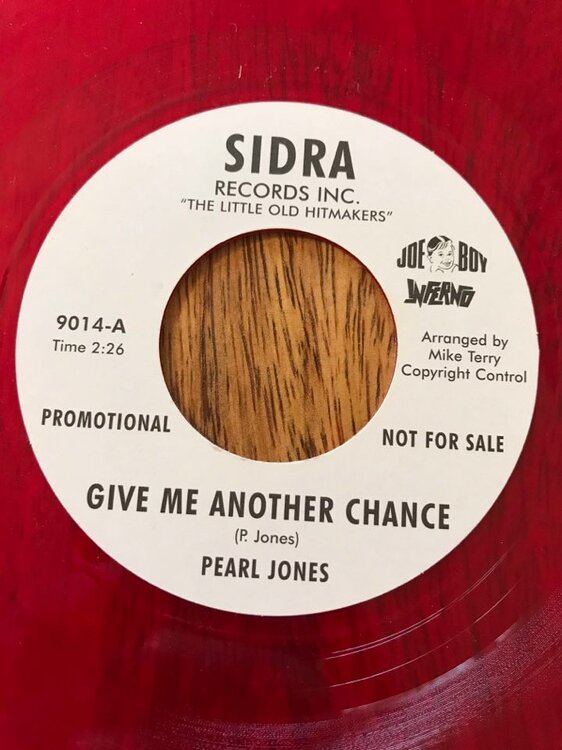 SIDRA
RECORDS INC.
"THE LITTLE OLD HITMAKERS"
JOE BOY
INFERNO
9014-A
Time 2:26
Arranged by
Mike Terry
Copyright Control
PROMOTIONAL
NOT FOR SALE
GIVE ME ANOTHER CHANCE
(P. Jones)
PEARL JONES